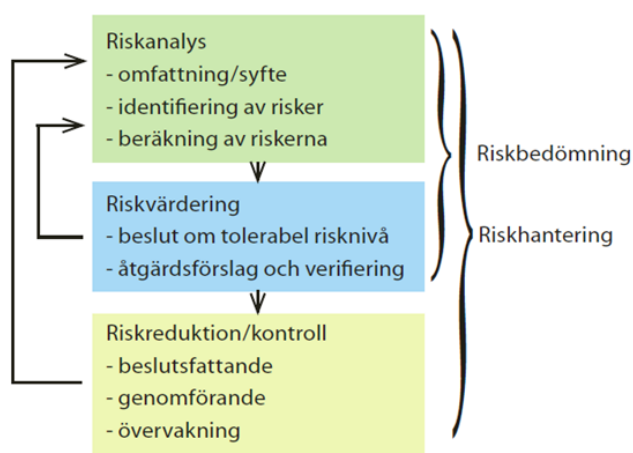 Riskanalys
- omfattning/syfte
- identifiering av risker
- beräkning av riskerna
Riskbedömning
Riskvärdering
- beslut om tolerabel risknivå
- åtgärdsförslag och verifiering
Riskhantering
Riskreduktion/kontroll
- beslutsfattande
- genomförande
- övervakning